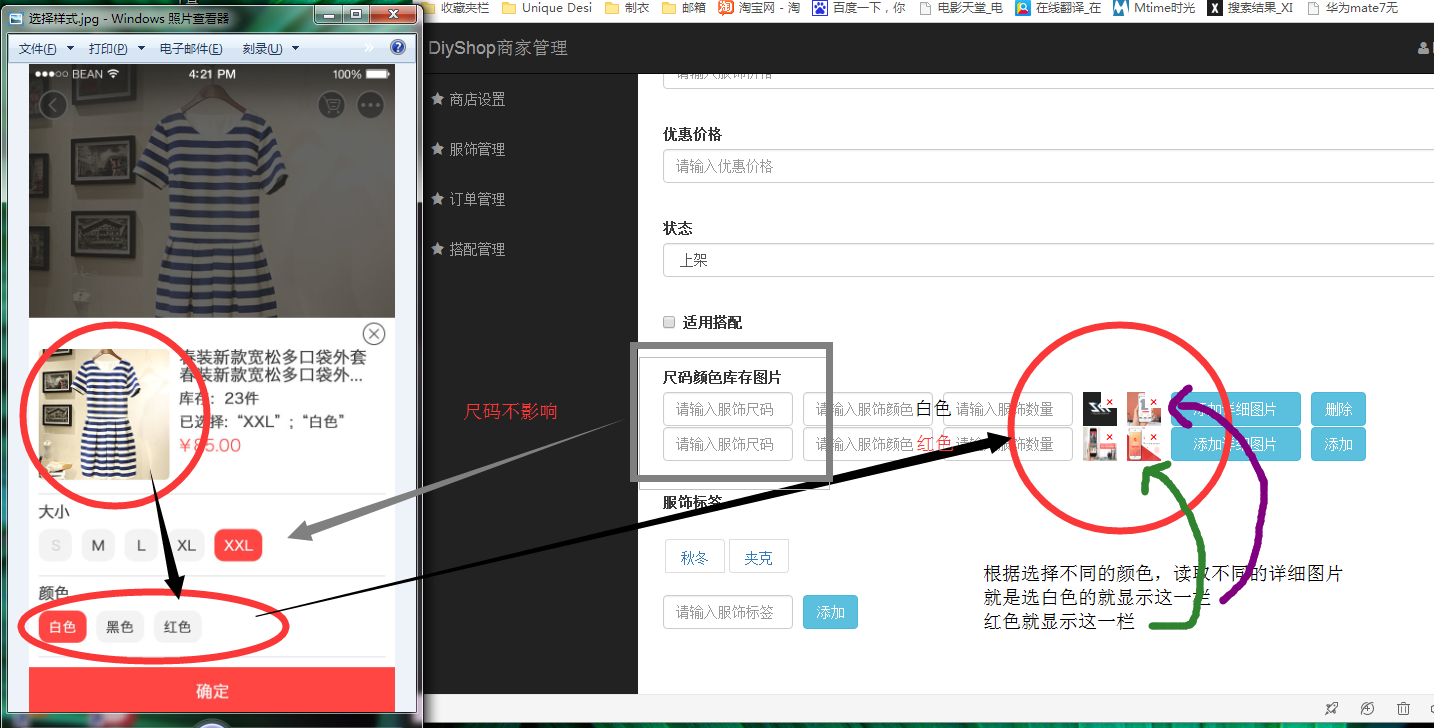 选择样式.jpg - Windows 照片查看器
文件(F) 打印(P) 电子邮件(E) 刻录(U) »
BEAN 4:21 PM 100%
春装新款宽松多口袋外套
春装新款宽松多口袋外...
库存：23件
已选择：“XXL”；“白色”
￥85.00
大小
S M L XL XXL
颜色
白色 黑色 红色
确定
收藏夹栏 Unique Desi 制衣 邮箱 淘宝网 - 淘 百度一下，你 电影天堂_电 在线翻译_在 Mtime时光 搜索结果_XI 华为mate7无
DiyShop商家管理
商店设置
服饰管理
订单管理
搭配管理
尺码不影响
请输入服饰价格
优惠价格
请输入优惠价格
状态
上架
适用搭配
尺码颜色库存图片
请输入服饰尺码 请输入服饰颜色 白色 请输入服饰数量 添加详细图片 删除
请输入服饰尺码 请输入服饰颜色 红色 请输入服饰数量 添加详细图片 添加
服饰标签
秋冬 夹克
请输入服饰标签 添加
根据选择不同的颜色，读取不同的详细图片
就是选白色的就显示这一栏
红色就显示这一栏